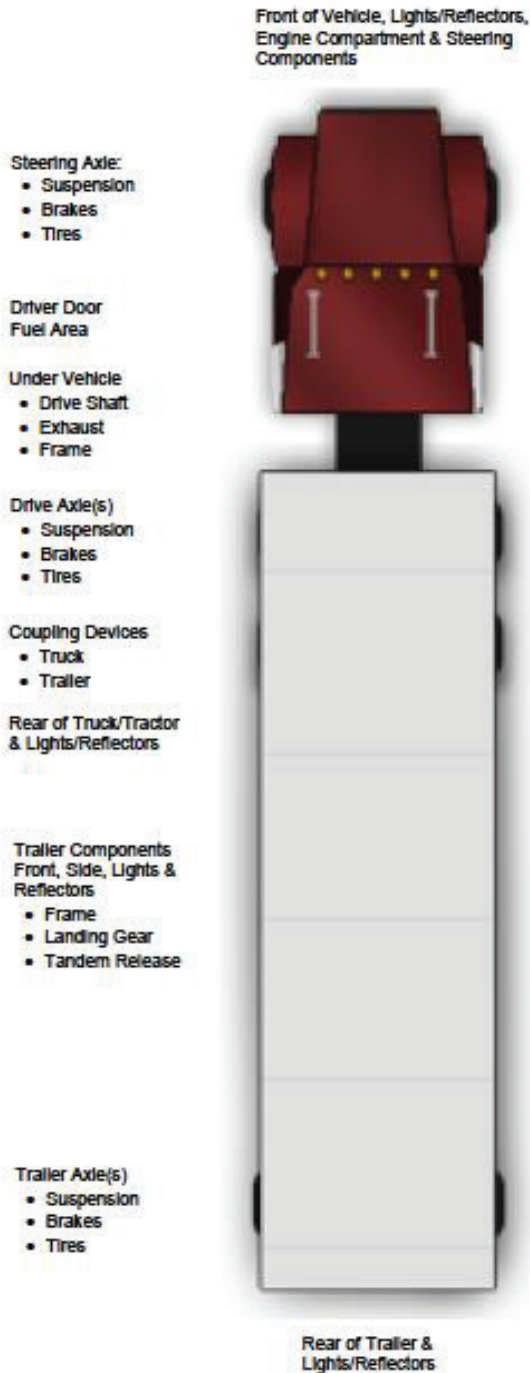 Front of Vehicle, Lights/Reflectors,
Engine Compartment & Steering
Components
Steering Axle:
• Suspension
• Brakes
• Tires
Driver Door
Fuel Area
Under Vehicle
• Drive Shaft
• Exhaust
• Frame
Drive Axle(s)
• Suspension
• Brakes
• Tires
Coupling Devices
• Truck
• Trailer
Rear of Truck/Tractor
& Lights/Reflectors
Trailer Components
Front, Side, Lights &
Reflectors
• Frame
• Landing Gear
• Tandem Release
Trailer Axle(s)
• Suspension
• Brakes
• Tires
Rear of Trailer &
Lights/Reflectors